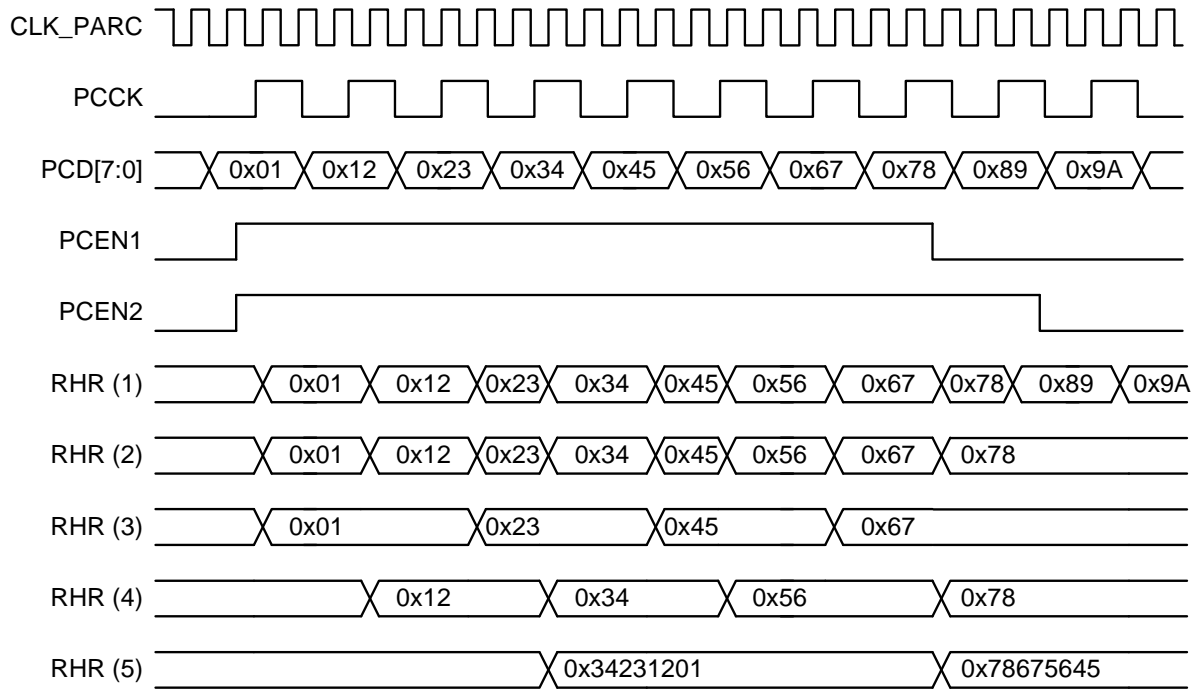 CLK_PARC
PCCK
PCD[7:0] 0x01 0x12 0x23 0x34 0x45 0x56 0x67 0x78 0x89 0x9A
PCEN1
PCEN2
RHR (1) 0x01 0x12 0x23 0x34 0x45 0x56 0x67 0x78 0x89 0x9A
RHR (2) 0x01 0x12 0x23 0x34 0x45 0x56 0x67 0x78
RHR (3) 0x01 0x23 0x45 0x67
RHR (4) 0x12 0x34 0x56 0x78
RHR (5) 0x34231201 0x78675645